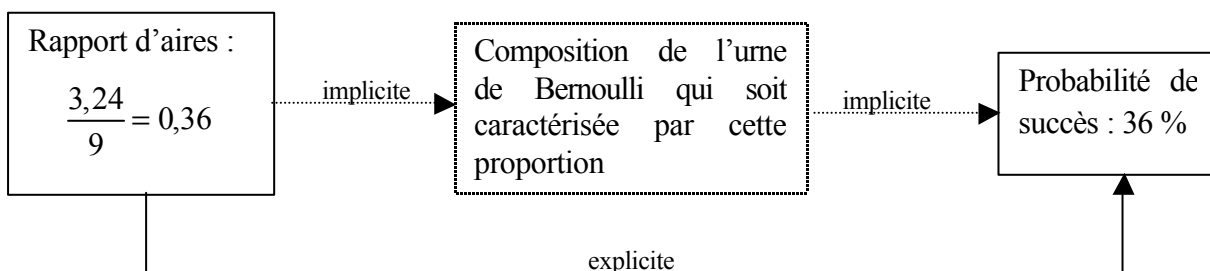 Rapport d’aires :
3,24
9
= 0,36
implicite
Composition de l’urne
de Bernoulli qui soit
caractérisée par cette
proportion
implicite
Probabilité de
succès : 36 %
explicite